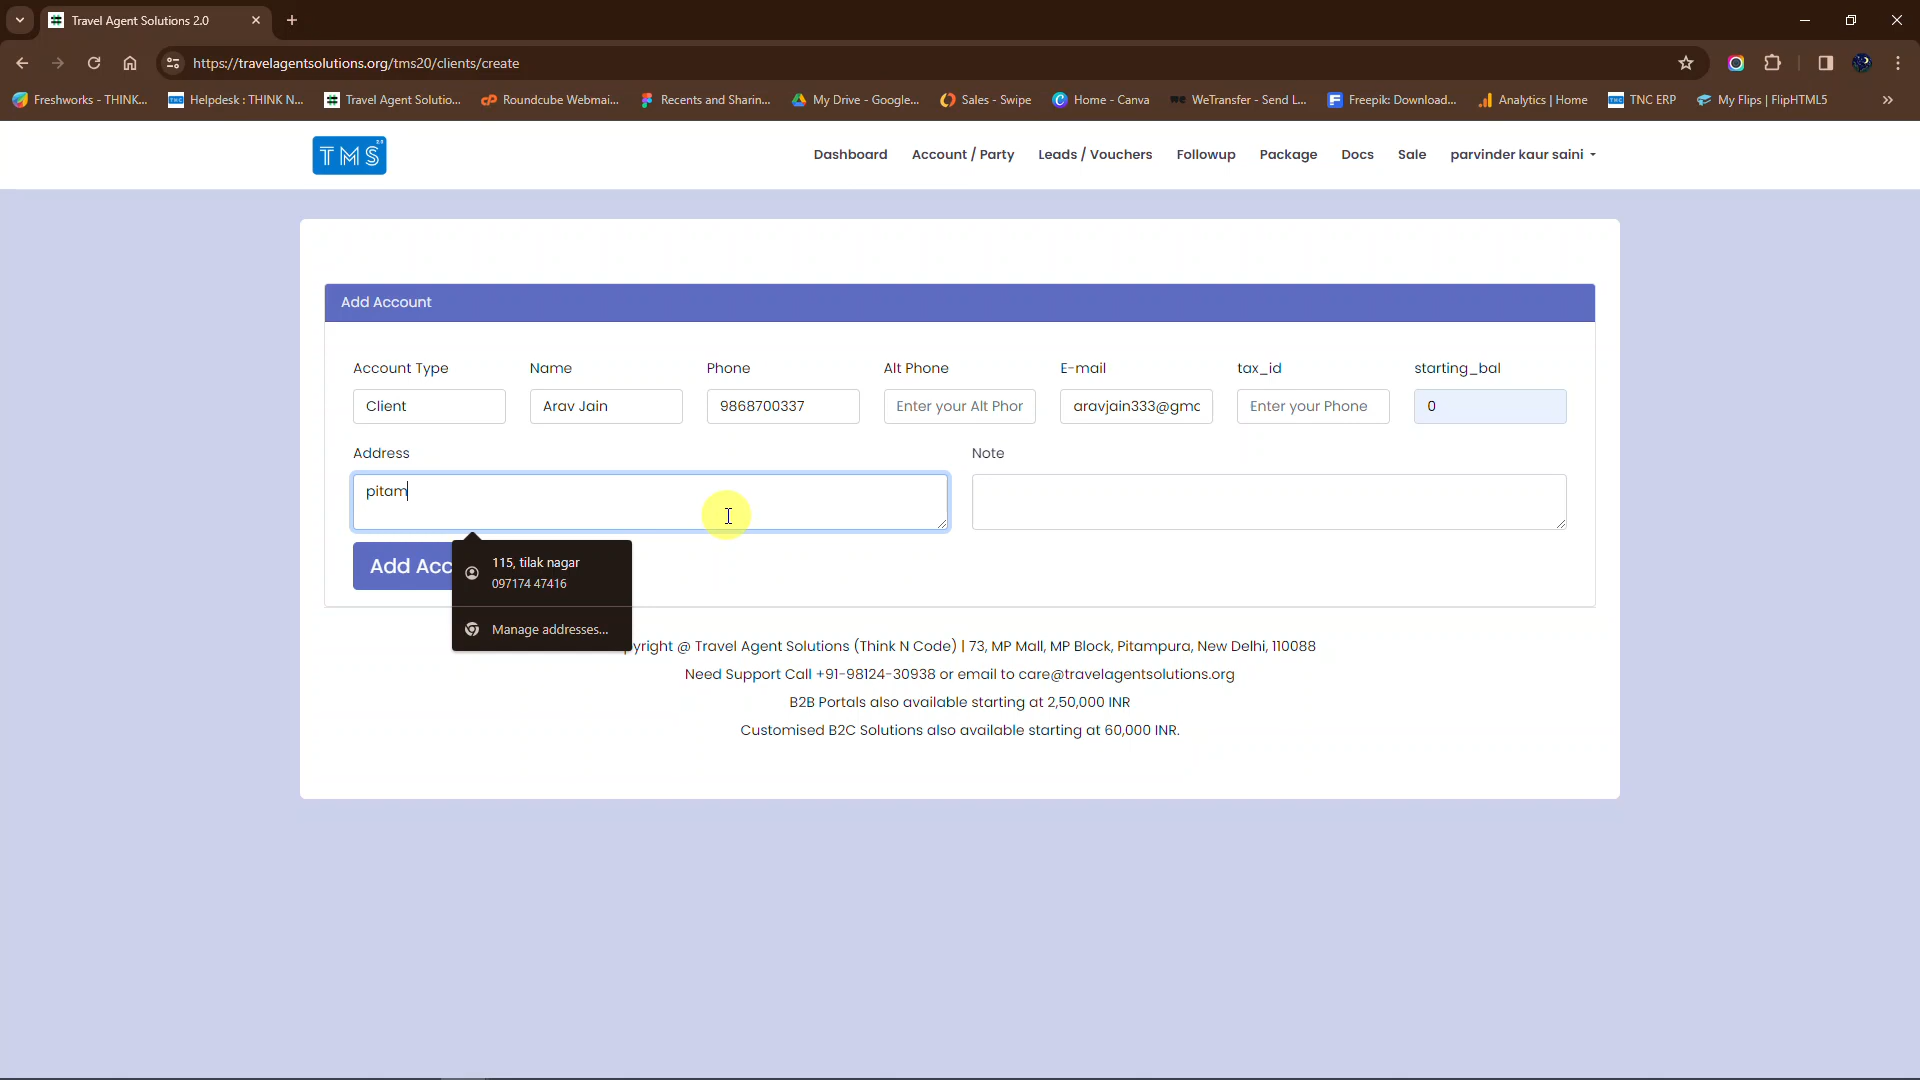 Travel Agent Solutions 2.0
https://travelagentsolutions.org/tms20/clients/create
Freshworks - THINK... Helpdesk : THINK N... Travel Agent Solutio... Roundcube Webmai... Recents and Sharin... My Drive - Google... Sales - Swipe Home - Canva WeTransfer - Send L... Freepik: Download... Analytics | Home TNC ERP My Flips | FlipHTML5
TMS 2.0 Dashboard Account / Party Leads / Vouchers Followup Package Docs Sale parvinder kaur saini
Add Account
Account Type Name Phone Alt Phone E-mail tax_id starting_bal
Client Arav Jain 9868700337 Enter your Alt Phor aravjain333@gmc Enter your Phone 0
Address Note
pitam
Add Acc
115, tilak nagar
097174 47416
Manage addresses...
pyright @ Travel Agent Solutions (Think N Code) | 73, MP Mall, MP Block, Pitampura, New Delhi, 110088
Need Support Call +91-98124-30938 or email to care@travelagentsolutions.org
B2B Portals also available starting at 2,50,000 INR
Customised B2C Solutions also available starting at 60,000 INR.